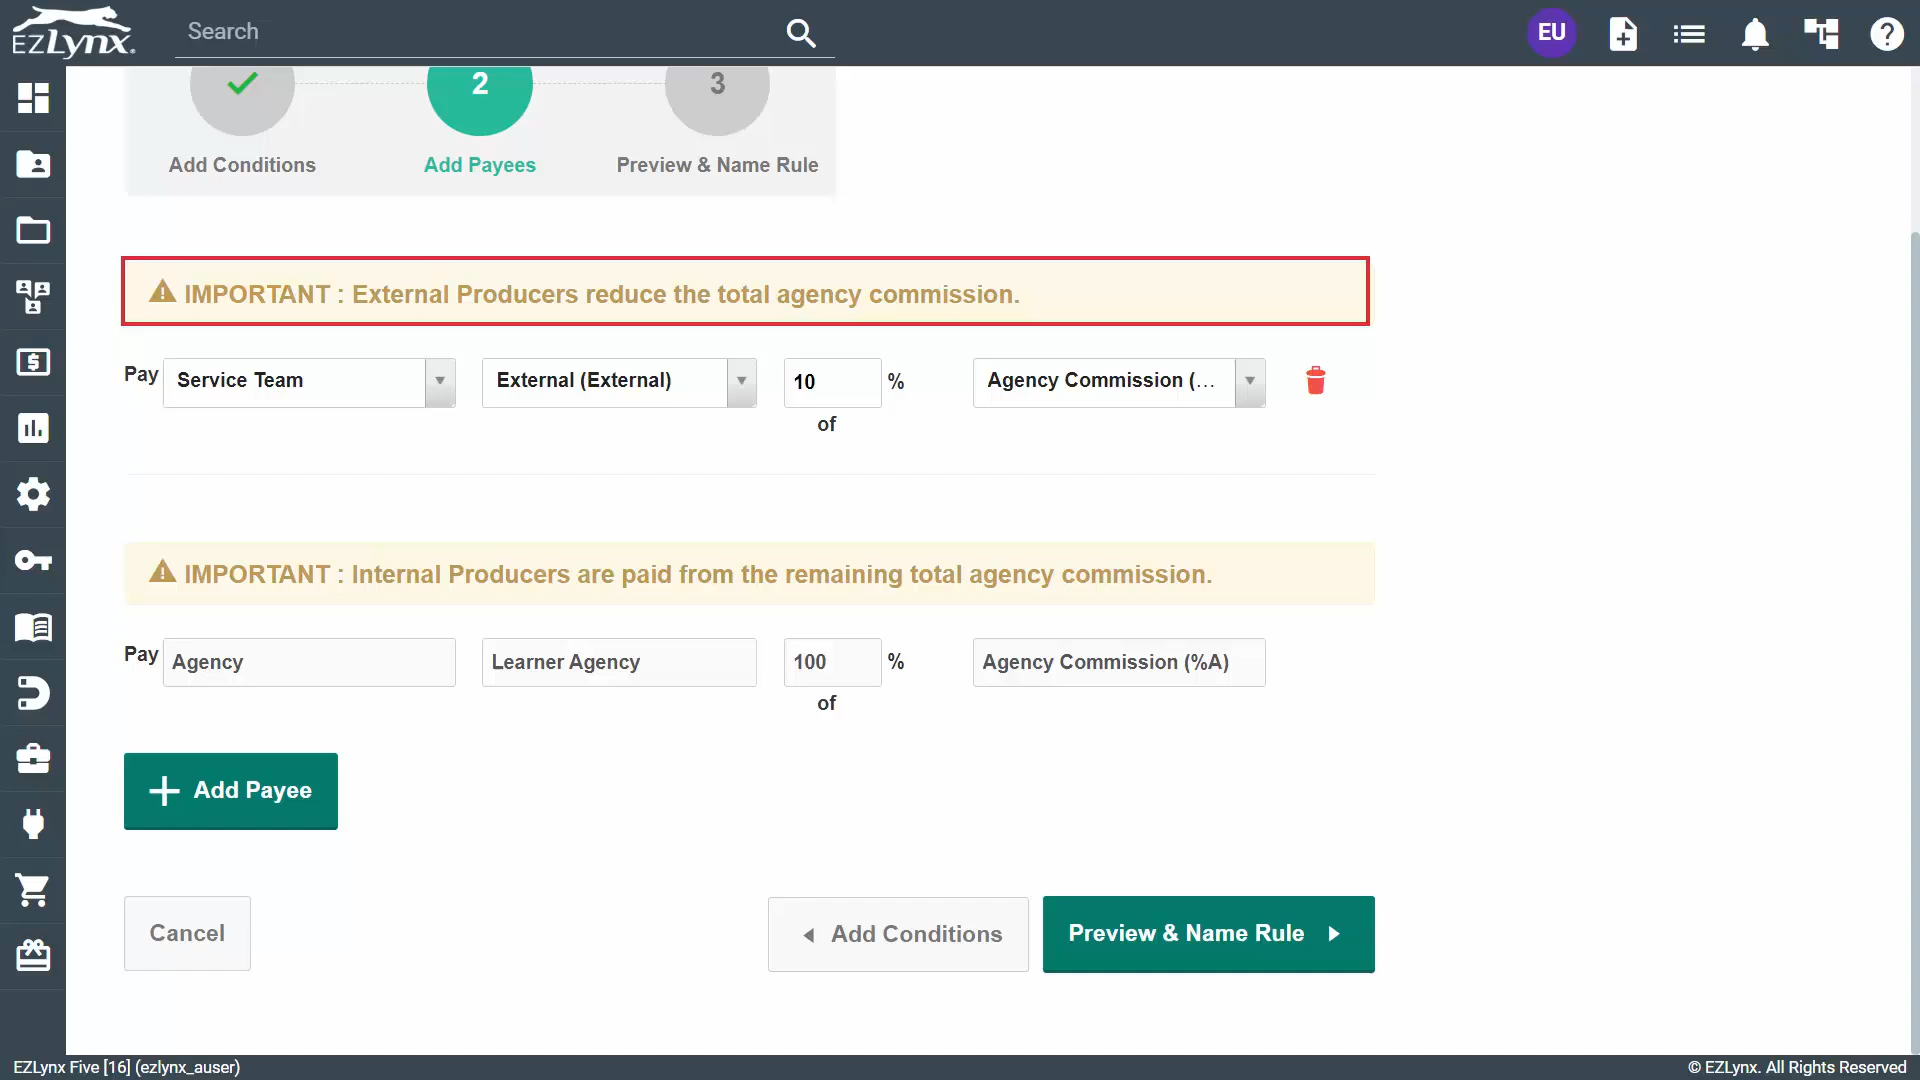 EZLynx
Search
EU
2
3
Add Conditions
Add Payees
Preview & Name Rule
IMPORTANT : External Producers reduce the total agency commission.
Pay Service Team External (External) 10 % Agency Commission (...
of
IMPORTANT : Internal Producers are paid from the remaining total agency commission.
Pay Agency Learner Agency 100 % Agency Commission (%A)
of
Add Payee
Cancel
Add Conditions
Preview & Name Rule
EZLynx Five [16] (ezlynx_auser)
© EZLynx. All Rights Reserved